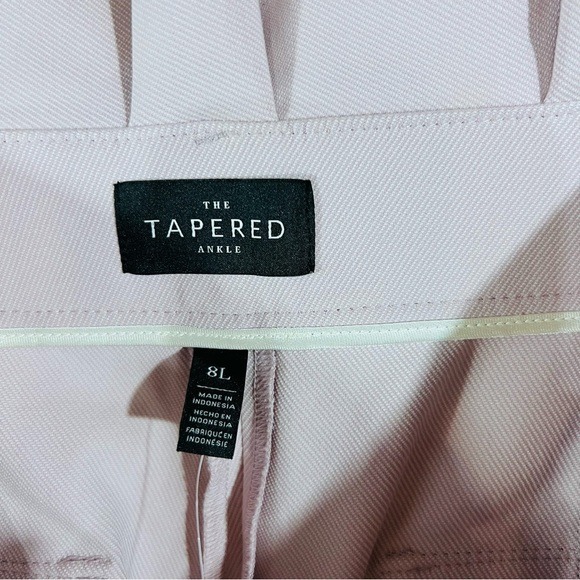 THE
TAPERED
ANKLE
8L
MADE IN
INDONESIA
HECHO EN
INDONESIA
FABRIQUÉ EN
INDONÉSIE